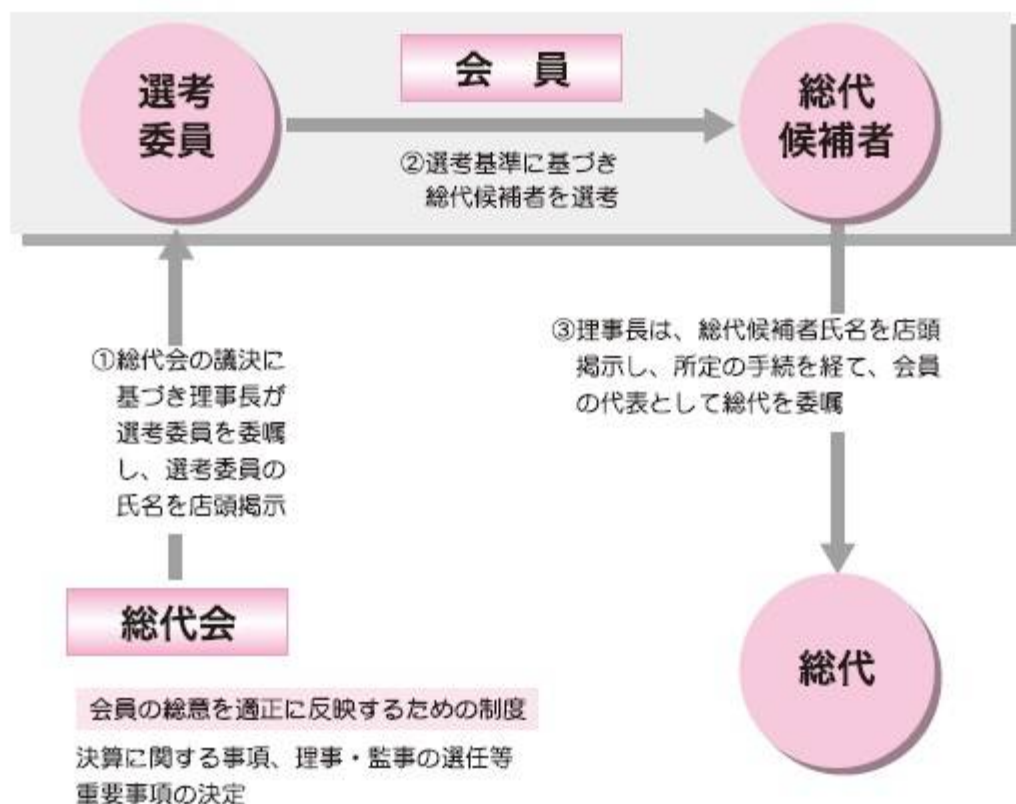 選考
委員
会　員
総代
候補者
②選考基準に基づき
総代候補者を選考
①総代会の議決に
基づき理事長が
選考委員を委嘱
し、選考委員の
氏名を店頭掲示
③理事長は、総代候補者氏名を店頭
掲示し、所定の手続を経て、会員
の代表として総代を委嘱
総代会
会員の総意を適正に反映するための制度
決算に関する事項、理事・監事の選任等
重要事項の決定
総代